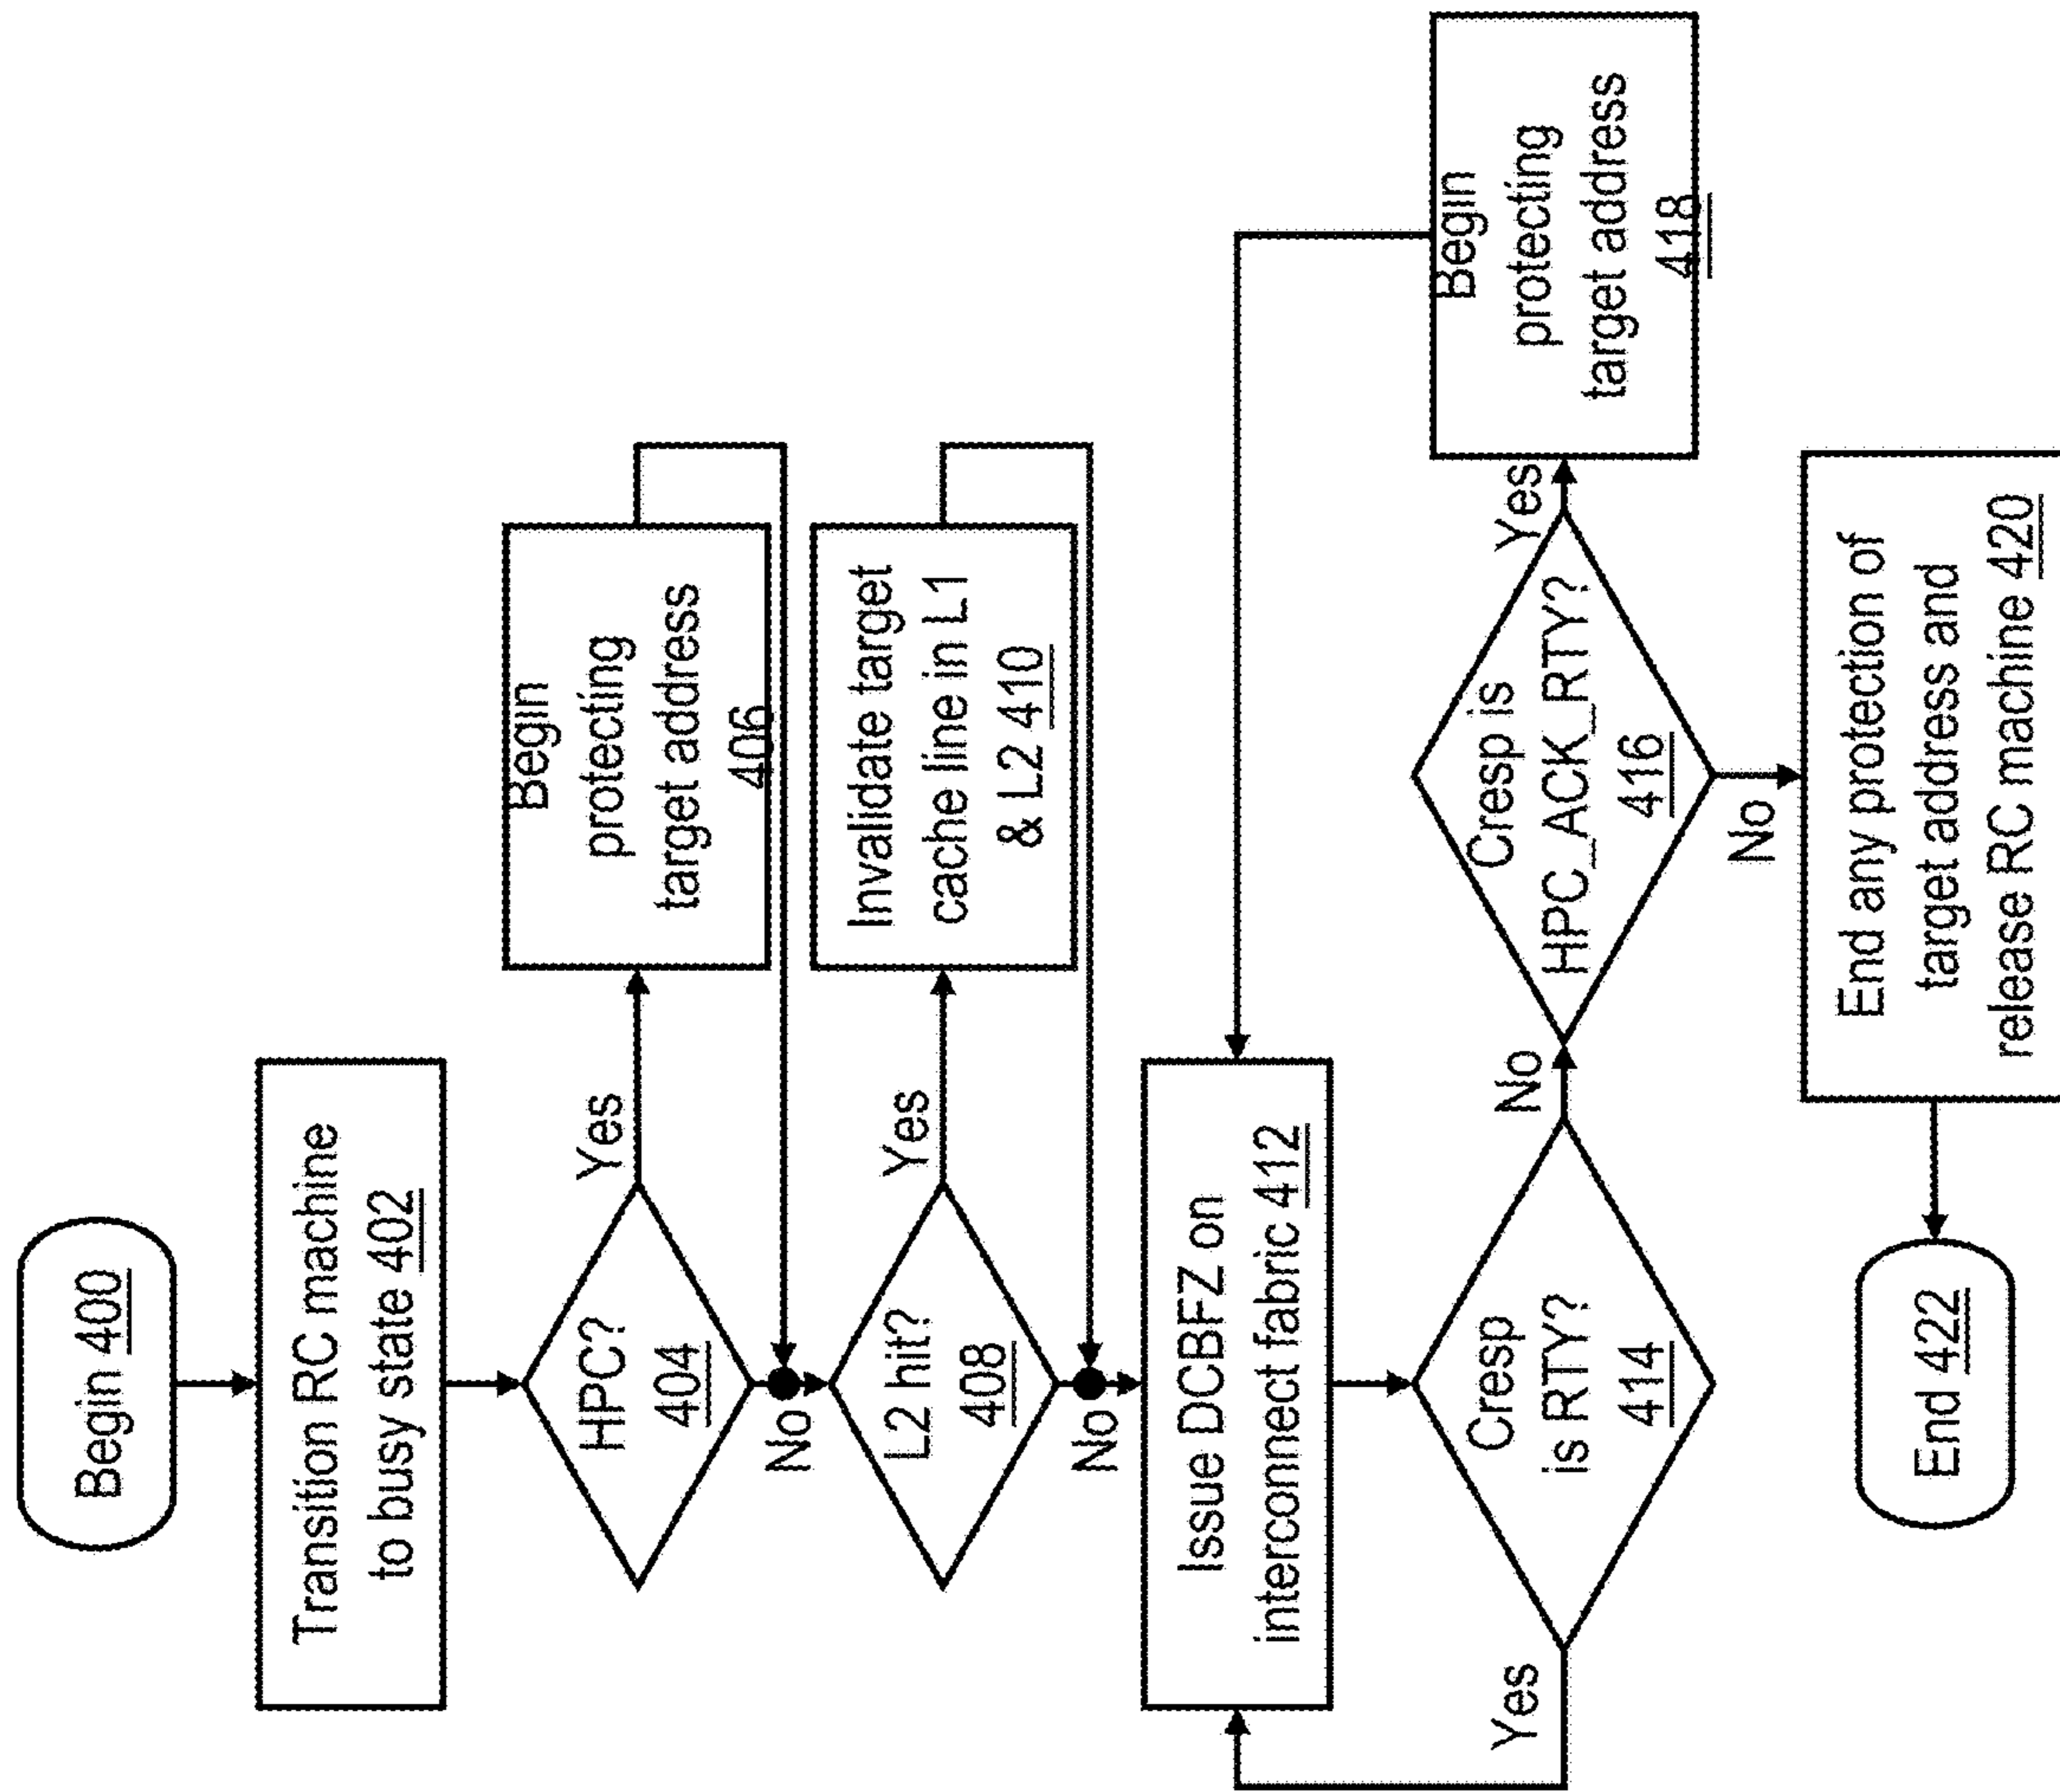 Begin 400
Transition RC machine
to busy state 402
HPC?
404
Yes
No
Begin
protecting
target address
406
L2 hit?
408
Yes
No
Invalidate target
cache line in L1
& L2 410
Issue DCBFZ on
interconnect fabric 412
Cresp
is RTY?
414
Yes
No
Cresp is
HPC_ACK_RTY?
416
Yes
No
Begin
protecting
target address
418
End any protection of
target address and
release RC machine 420
End 422